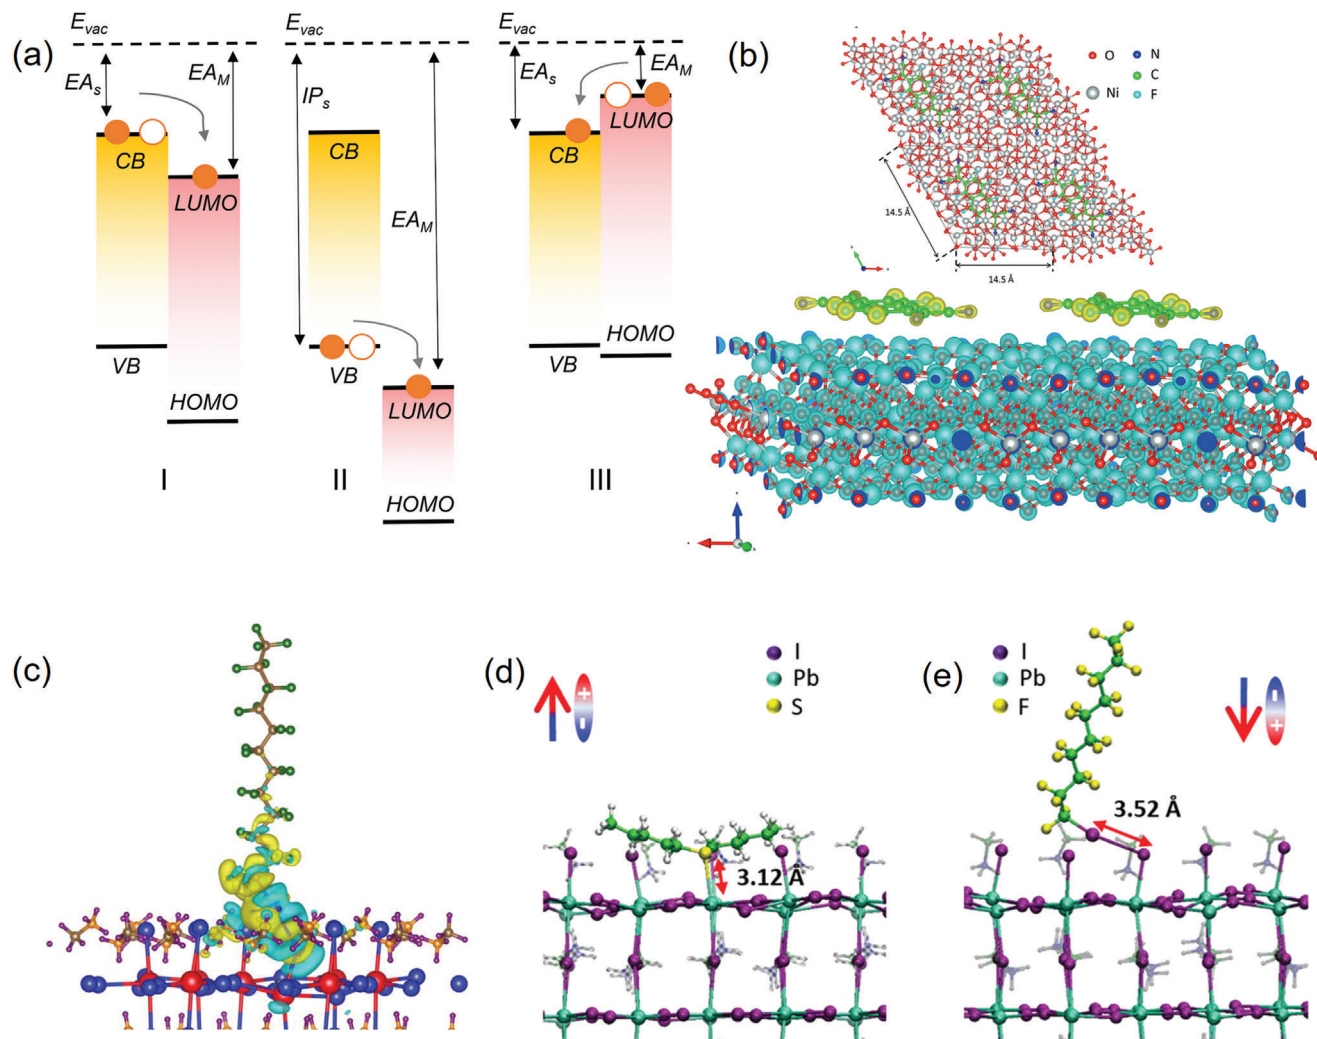 (a)
E_vac
EA_s
EA_M
CB
LUMO
VB
HOMO
I
E_vac
IP_s
EA_M
CB
VB
LUMO
HOMO
II
E_vac
EA_s
EA_M
LUMO
CB
HOMO
VB
III
(b)
O
N
C
Ni
F
14.5 Å
14.5 Å
(c)
(d)
I
Pb
S
3.12 Å
(e)
I
Pb
F
3.52 Å